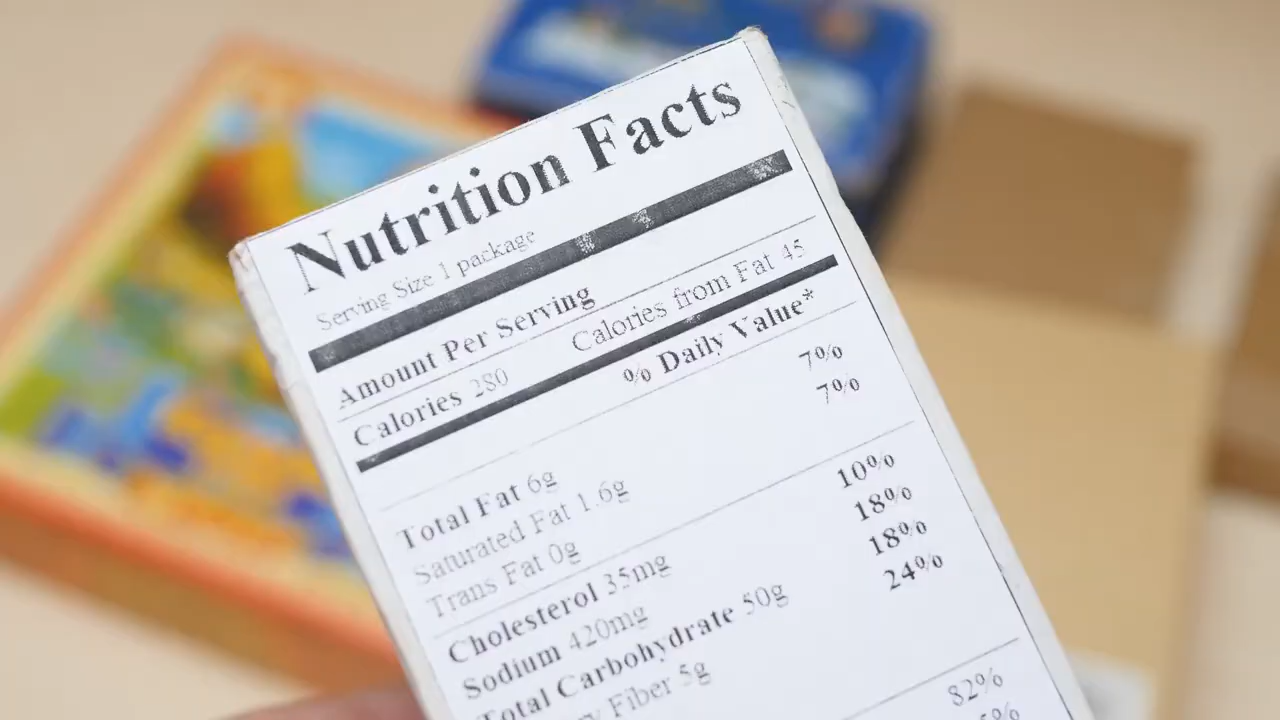 Nutrition Facts
Serving Size 1 package
Amount Per Serving
Calories 280 Calories from Fat 45
% Daily Value*
Total Fat 6g 7%
Saturated Fat 1.6g 7%
Trans Fat 0g
Cholesterol 35mg 10%
Sodium 420mg 18%
Total Carbohydrate 50g 18%
Fiber 5g 24%
82%